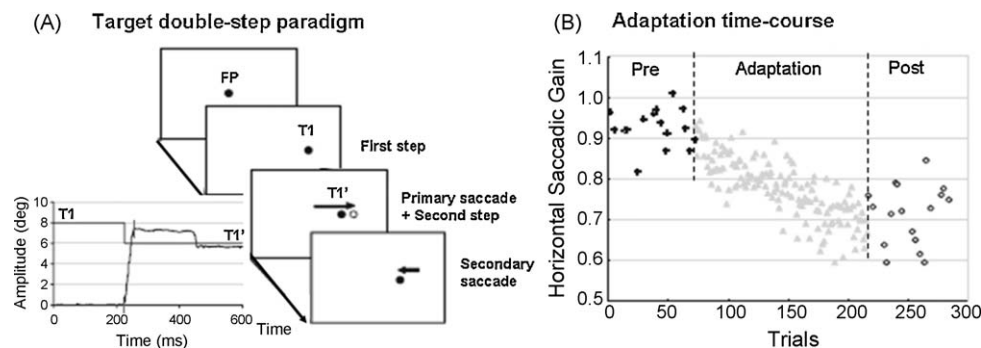 (A) Target double-step paradigm
FP
T1
First step
T1'
Primary saccade
+ Second step
Secondary
saccade
Time
Amplitude (deg)
10
8
6
4
2
0
T1
T1'
0 200 400 600
Time (ms)
(B) Adaptation time-course
Horizontal Saccadic Gain
1.1
1.0
0.9
0.8
0.7
0.6
0.5
Pre Adaptation Post
0 50 100 150 200 250 300
Trials